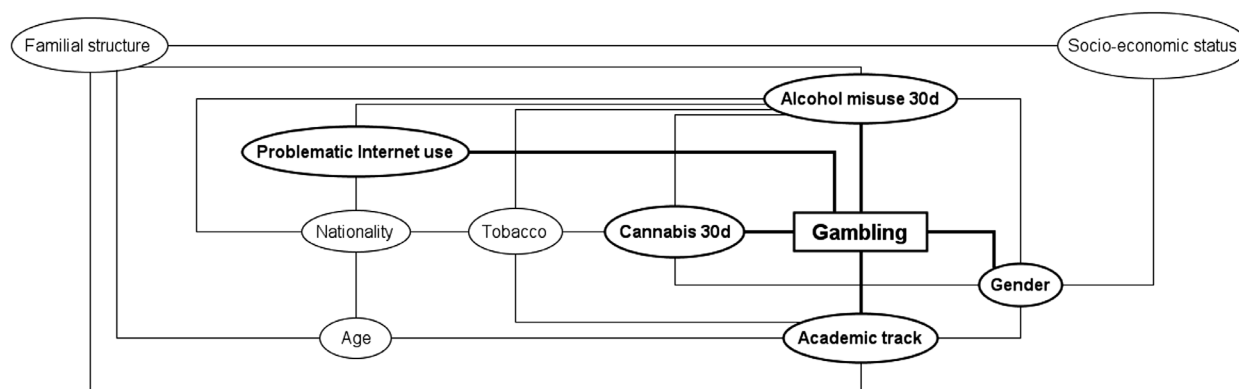 Familial structure
Socio-economic status
Alcohol misuse 30d
Problematic Internet use
Nationality
Tobacco
Cannabis 30d
Gambling
Gender
Age
Academic track